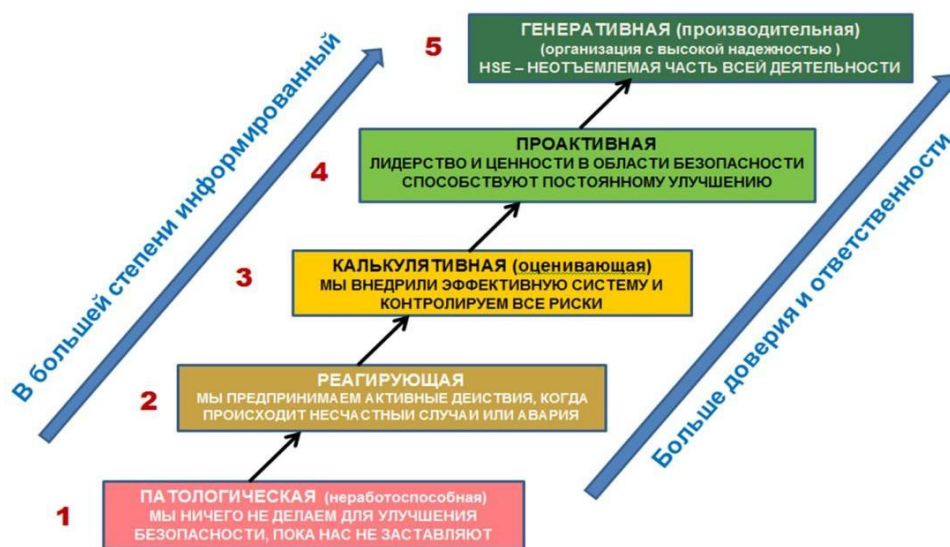 5
ГЕНЕРАТИВНАЯ (производительная)
(организация с высокой надежностью )
HSE – НЕОТЪЕМЛЕМАЯ ЧАСТЬ ВСЕЙ ДЕЯТЕЛЬНОСТИ
В большей степени информированный
4
ПРОАКТИВНАЯ
ЛИДЕРСТВО И ЦЕННОСТИ В ОБЛАСТИ БЕЗОПАСНОСТИ
СПОСОБСТВУЮТ ПОСТОЯННОМУ УЛУЧШЕНИЮ
Больше доверия и ответственности
3
КАЛЬКУЛЯТИВНАЯ (оценивающая)
МЫ ВНЕДРИЛИ ЭФФЕКТИВНУЮ СИСТЕМУ И
КОНТРОЛИРУЕМ ВСЕ РИСКИ
2
РЕАГИРУЮЩАЯ
МЫ ПРЕДПРИНИМАЕМ АКТИВНЫЕ ДЕЙСТВИЯ, КОГДА
ПРОИСХОДИТ НЕСЧАСТНЫЙ СЛУЧАЙ ИЛИ АВАРИЯ
1
ПАТОЛОГИЧЕСКАЯ (неработоспособная)
МЫ НИЧЕГО НЕ ДЕЛАЕМ ДЛЯ УЛУЧШЕНИЯ
БЕЗОПАСНОСТИ, ПОКА НАС НЕ ЗАСТАВЛЯЮТ